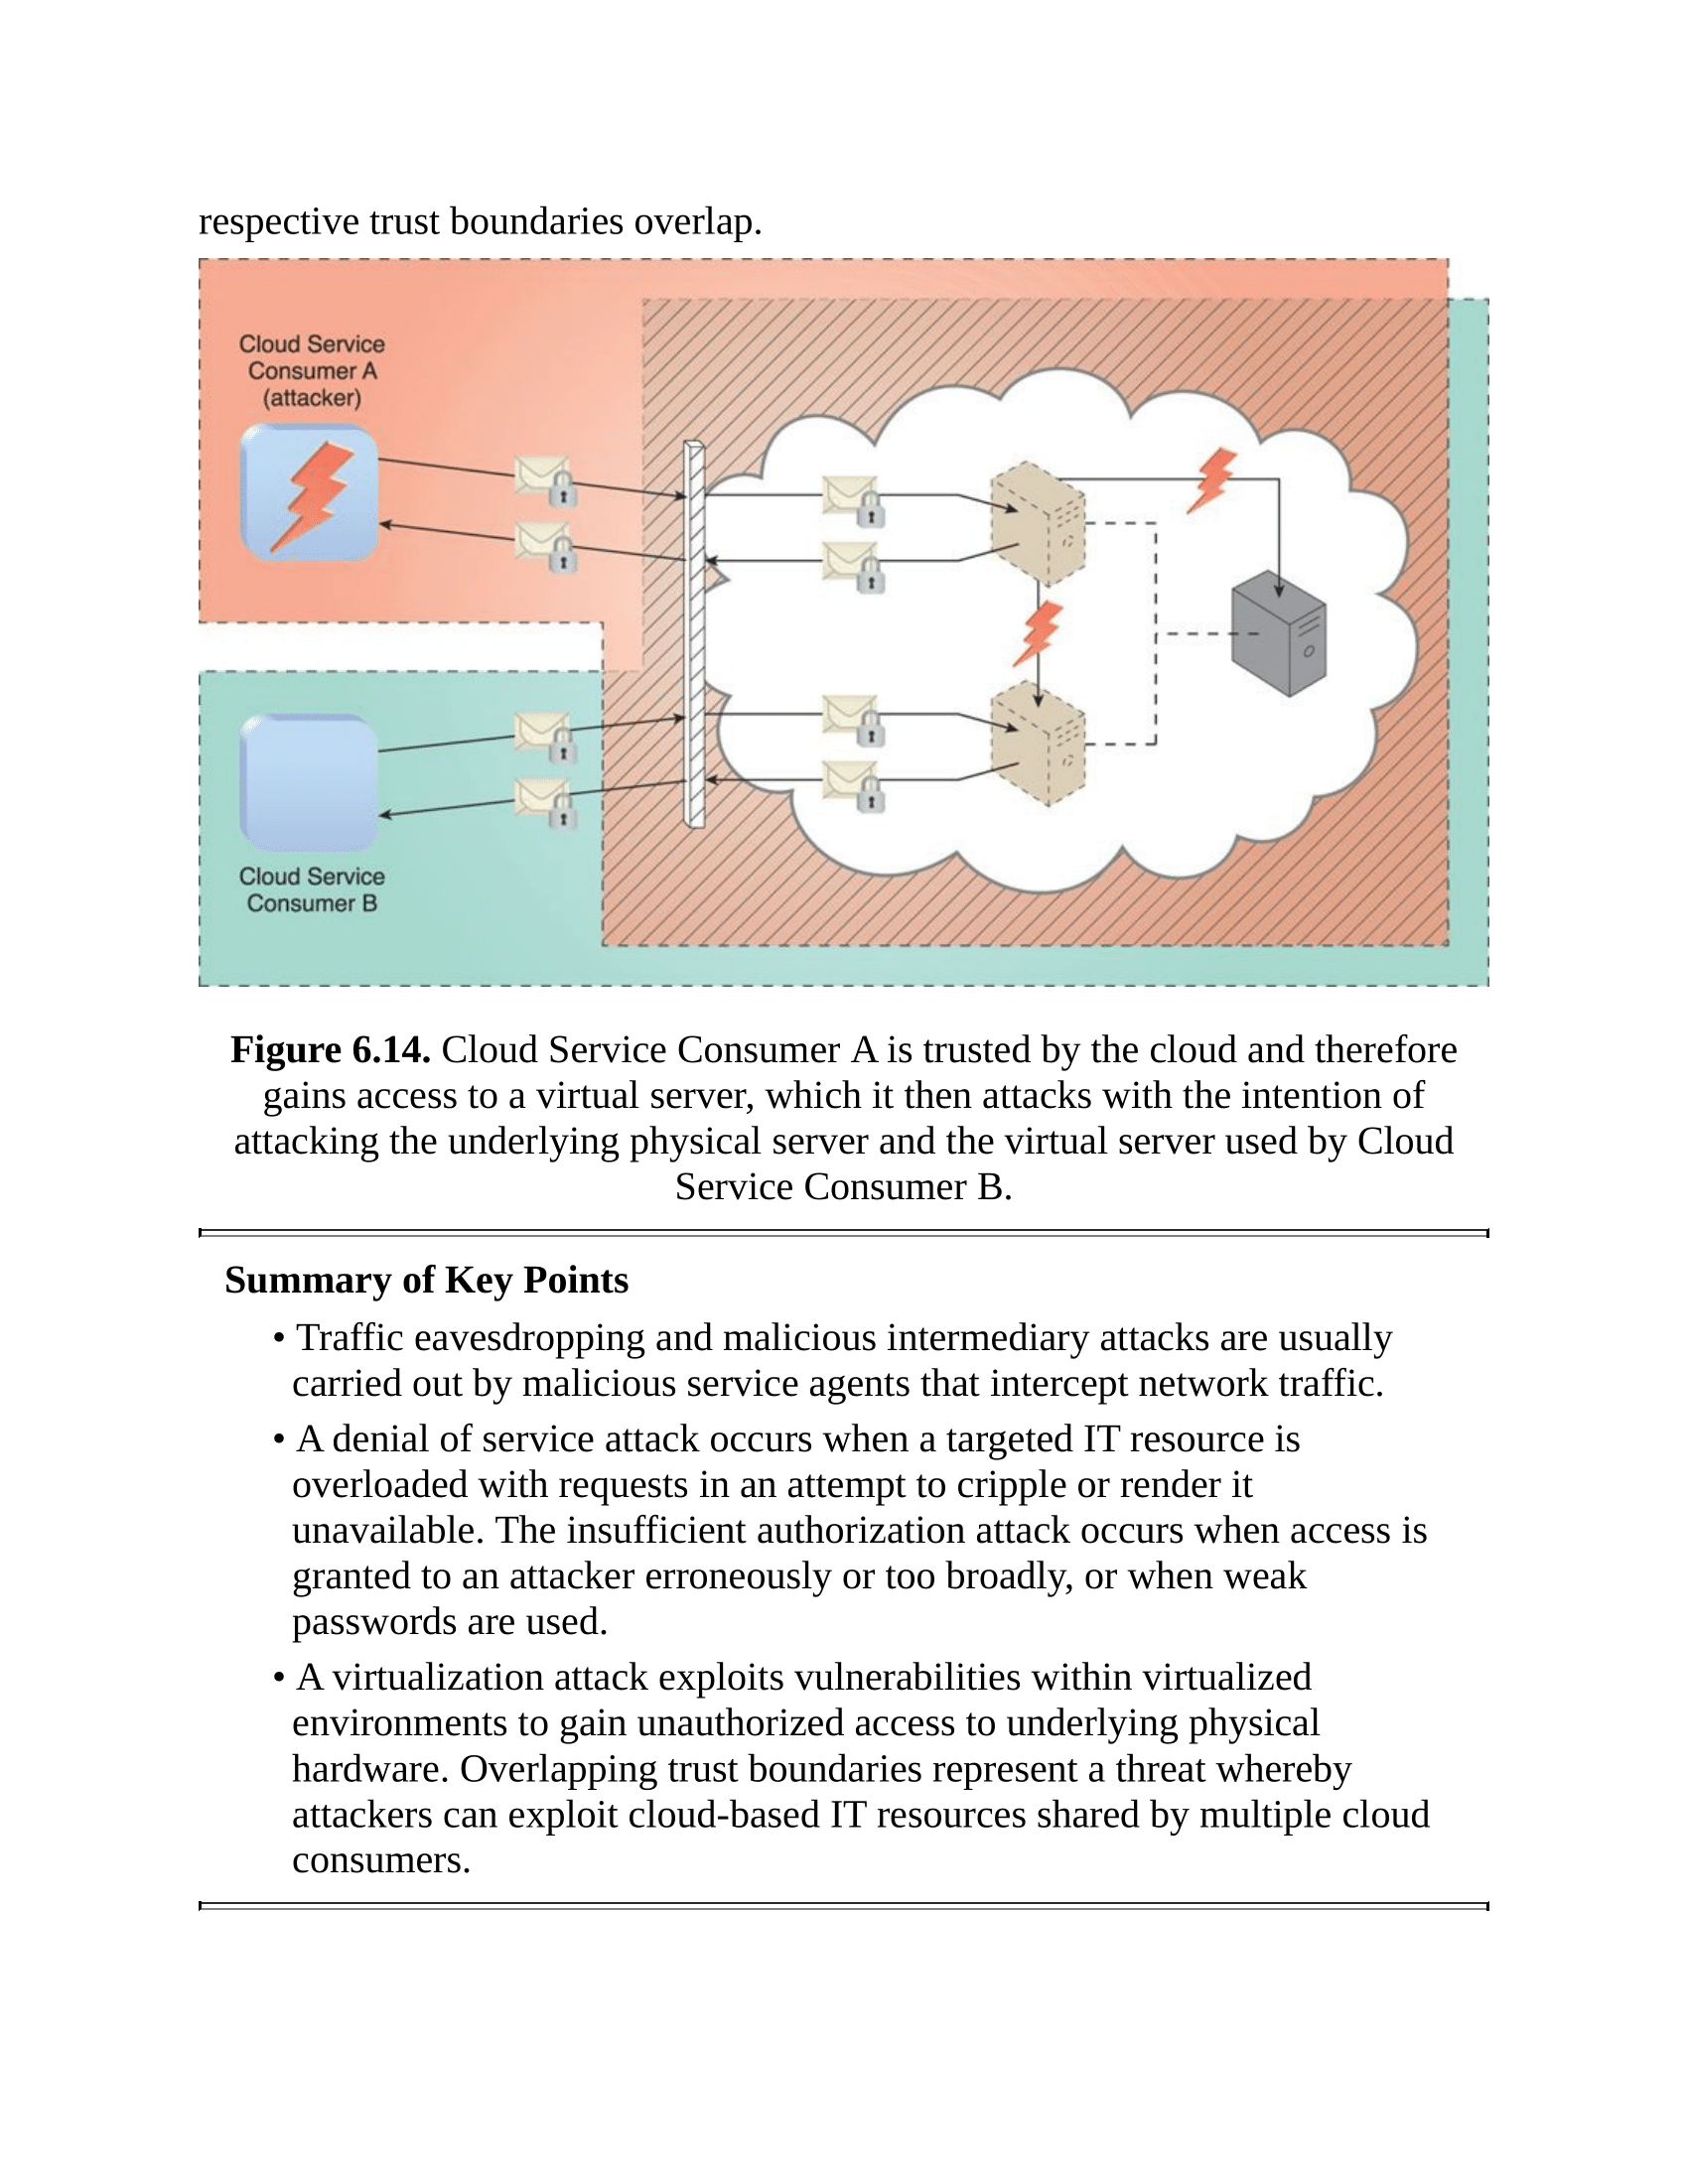 respective trust boundaries overlap.
Cloud Service
Consumer A
(attacker)
Cloud Service
Consumer B
Figure 6.14. Cloud Service Consumer A is trusted by the cloud and therefore
gains access to a virtual server, which it then attacks with the intention of
attacking the underlying physical server and the virtual server used by Cloud
Service Consumer B.
Summary of Key Points
• Traffic eavesdropping and malicious intermediary attacks are usually
carried out by malicious service agents that intercept network traffic.
• A denial of service attack occurs when a targeted IT resource is
overloaded with requests in an attempt to cripple or render it
unavailable. The insufficient authorization attack occurs when access is
granted to an attacker erroneously or too broadly, or when weak
passwords are used.
• A virtualization attack exploits vulnerabilities within virtualized
environments to gain unauthorized access to underlying physical
hardware. Overlapping trust boundaries represent a threat whereby
attackers can exploit cloud-based IT resources shared by multiple cloud
consumers.